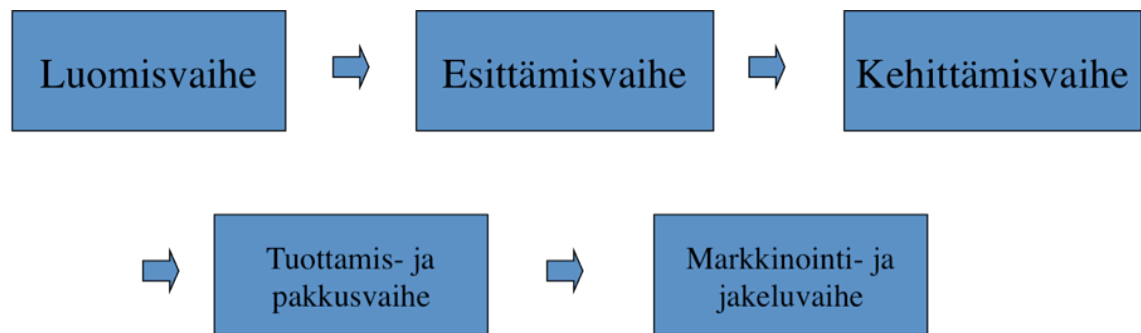 Luomisvaihe
Esittämisvaihe
Kehittämisvaihe
Tuottamis- ja
pakkusvaihe
Markkinointi- ja
jakeluvaihe